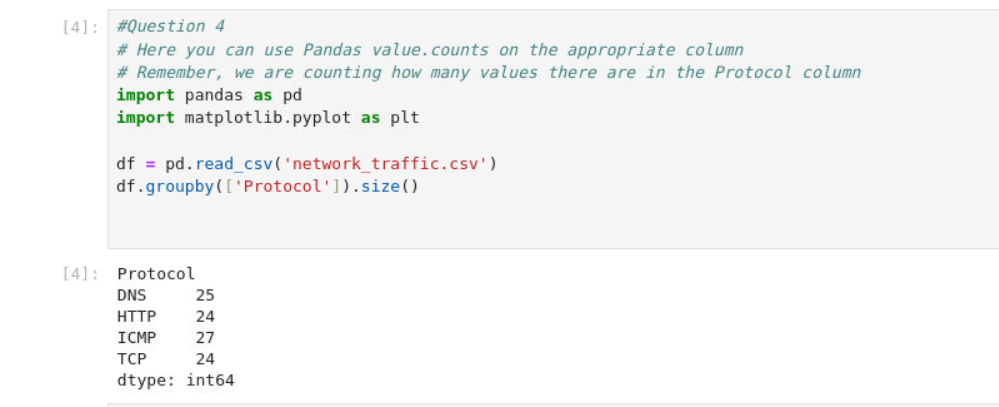 [4]: #Question 4
# Here you can use Pandas value.counts on the appropriate column
# Remember, we are counting how many values there are in the Protocol column
import pandas as pd
import matplotlib.pyplot as plt
df = pd.read_csv('network_traffic.csv')
df.groupby(['Protocol']).size()
[4]: Protocol
DNS 25
HTTP 24
ICMP 27
TCP 24
dtype: int64